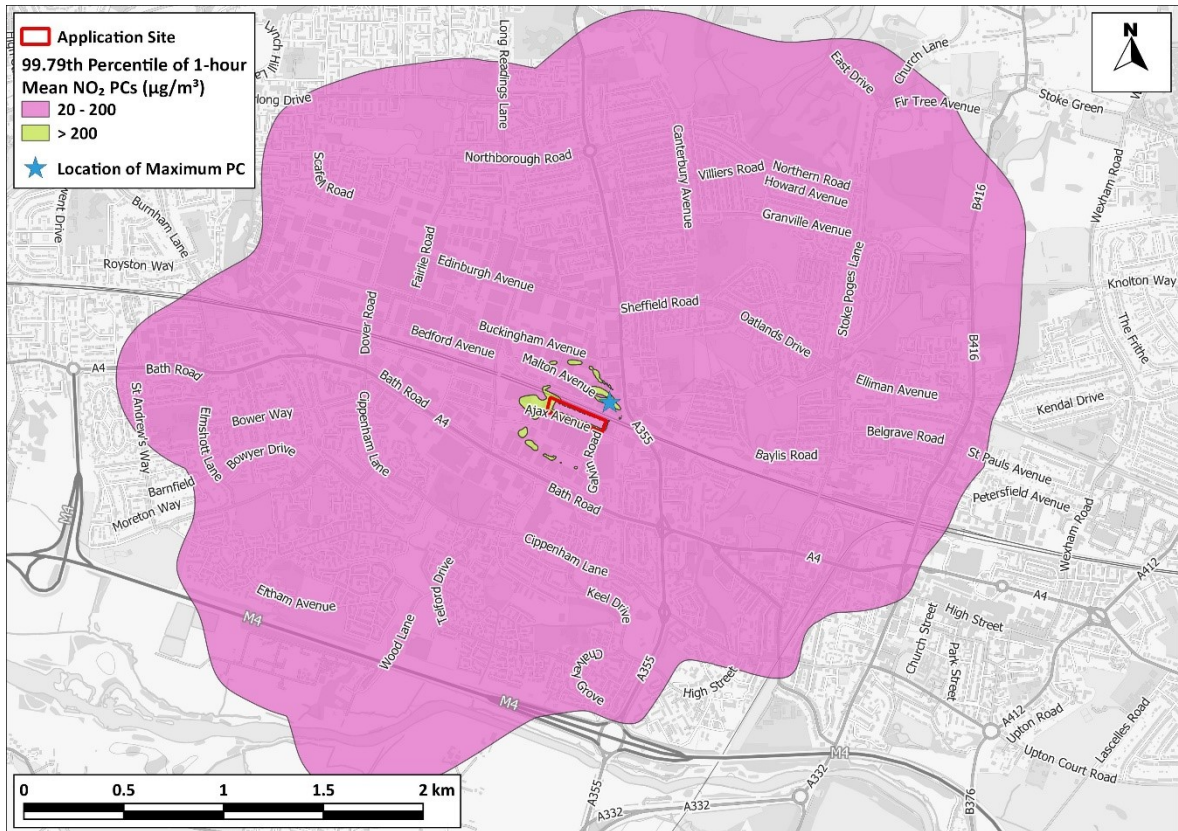 Application Site
99.79th Percentile of 1-hour
Mean NO₂ PCs (µg/m³)
20 - 200
> 200
Location of Maximum PC
N
Long Readings Lane
Church Lane
East Drive
Fir Tree Avenue
Stoke Green
Northborough Road
Canterbury Avenue
Villiers Road
Northern Road
Howard Avenue
Granville Avenue
B416
Wexham Road
Burnham Lane
Royston Way
Fairlie Road
Edinburgh Avenue
Sheffield Road
Stoke Poges Lane
Knolton Way
The Frithe
Dover Road
Bedford Avenue
Buckingham Avenue
Malton Avenue
Oatlands Drive
B416
A4
Bath Road
Bath Road
A4
Ajax Avenue
A355
Elliman Avenue
Kendal Drive
St Andrew's Way
Elmshott Lane
Bower Way
Bowyer Drive
Cippenham Lane
Galvin Road
Belgrave Road
Baylis Road
St Pauls Avenue
Barnfield
Moreton Way
M4
Bath Road
Petersfield Avenue
Wexham Road
Cippenham Lane
A4
A412
Eltham Avenue
Telford Drive
Keel Drive
A4
M4
Wood Lane
Chalvey Grove
A355
High Street
Church Street
High Street
Park Street
M4
A412
Upton Road
Lascelles Road
Upton Court Road
M4
A355
A332
A332
A332
B376
0 0.5 1 1.5 2 km